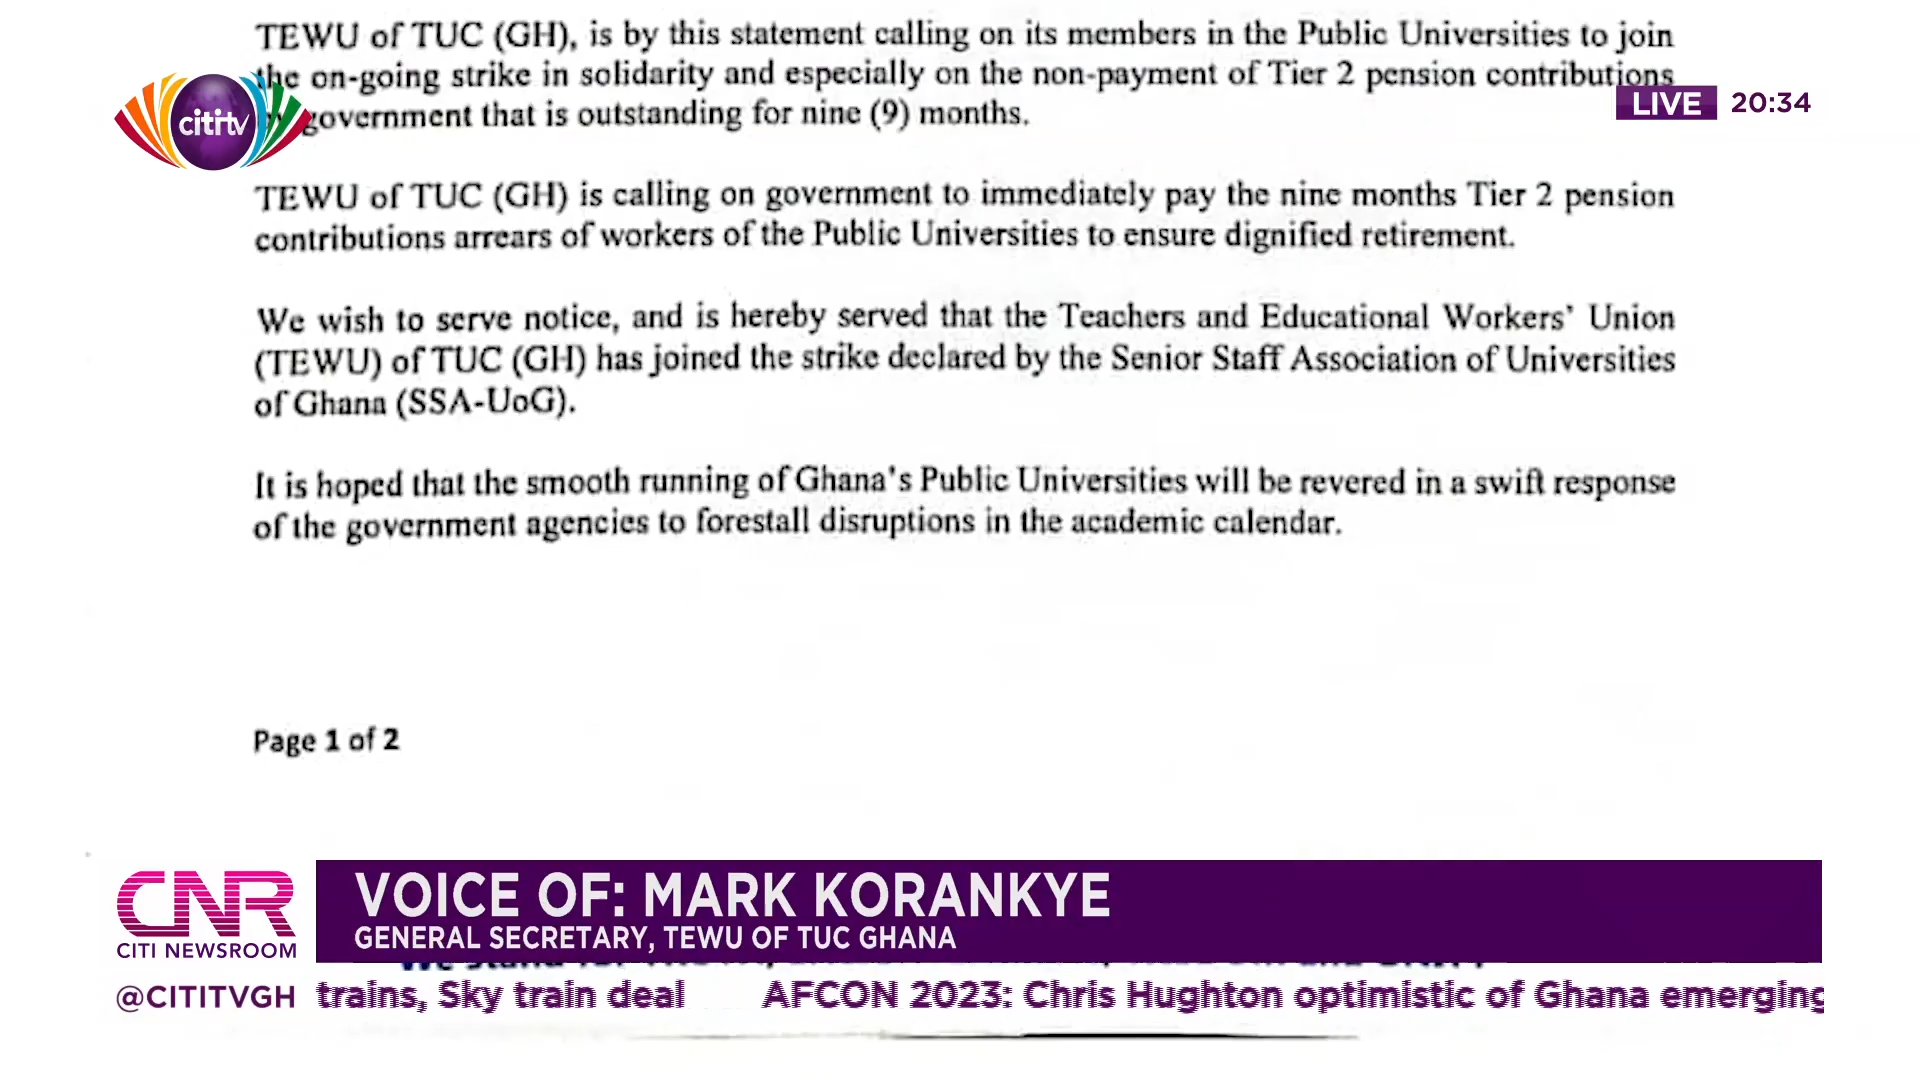 TEWU of TUC (GH), is by this statement calling on its members in the Public Universities to join
the on-going strike in solidarity and especially on the non-payment of Tier 2 pension contributions
government that is outstanding for nine (9) months.
cititv
LIVE 20:34
TEWU of TUC (GH) is calling on government to immediately pay the nine months Tier 2 pension
contributions arrears of workers of the Public Universities to ensure dignified retirement.
We wish to serve notice, and is hereby served that the Teachers and Educational Workers' Union
(TEWU) of TUC (GH) has joined the strike declared by the Senior Staff Association of Universities
of Ghana (SSA-UoG).
It is hoped that the smooth running of Ghana's Public Universities will be revered in a swift response
of the government agencies to forestall disruptions in the academic calendar.
Page 1 of 2
CNR
CITI NEWSROOM
VOICE OF: MARK KORANKYE
GENERAL SECRETARY, TEWU OF TUC GHANA
@CITITVGH trains, Sky train deal AFCON 2023: Chris Hughton optimistic of Ghana emerging